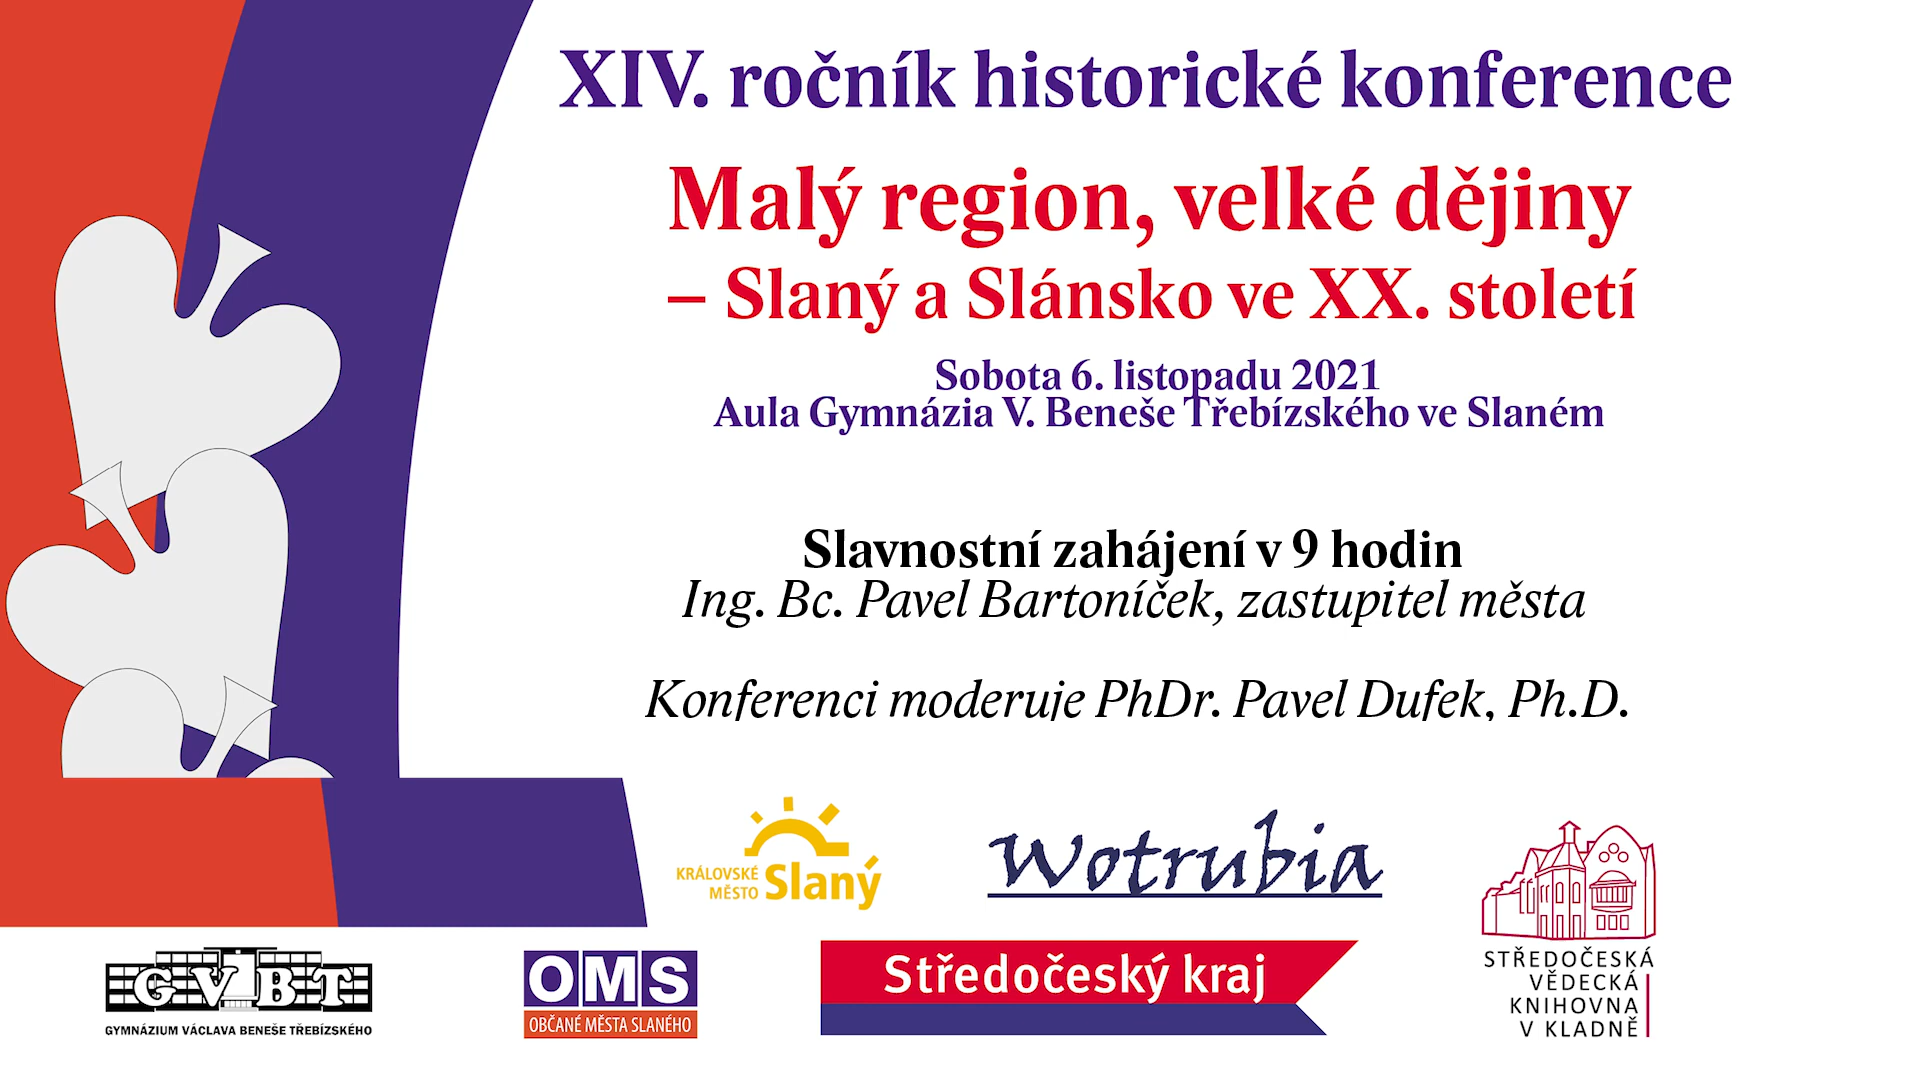 XIV. ročník historické konference
Malý region, velké dějiny
– Slaný a Slánsko ve XX. století
Sobota 6. listopadu 2021
Aula Gymnázia V. Beneše Třebízského ve Slaném
Slavnostní zahájení v 9 hodin
Ing. Bc. Pavel Bartoníček, zastupitel města
Konferenci moderuje PhDr. Pavel Dufek, Ph.D.
KRÁLOVSKÉ
MĚSTO Slaný
Wotrubia
GVBT
GYMNÁZIUM VÁCLAVA BENEŠE TŘEBÍZSKÉHO
OMS
OBČANÉ MĚSTA SLANÉHO
Středočeský kraj
STŘEDOČESKÁ
VĚDECKÁ
KNIHOVNA
V KLADNĚ